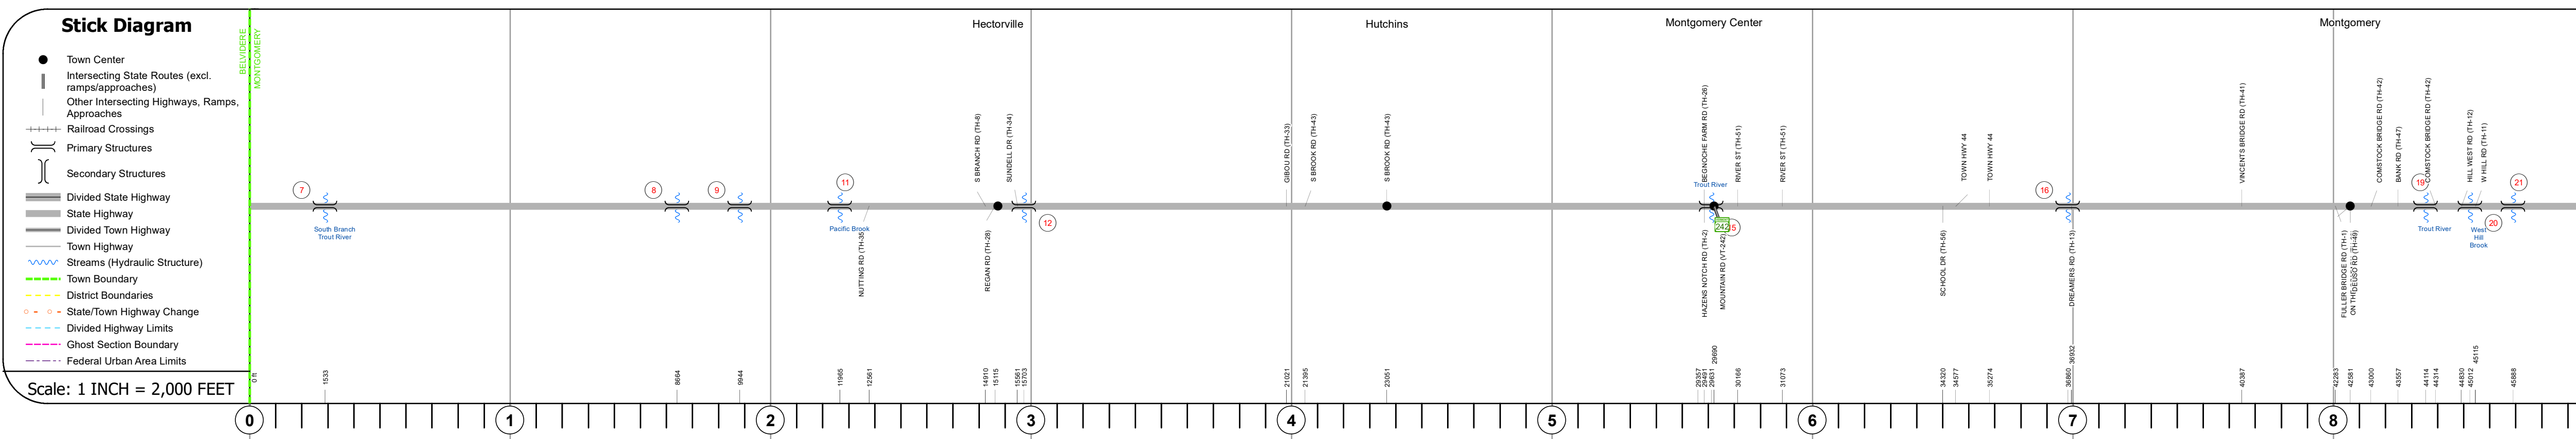 Stick Diagram
Town Center
Intersecting State Routes (excl.
ramps/approaches)
Other Intersecting Highways, Ramps,
Approaches
Railroad Crossings
Primary Structures
Secondary Structures
Divided State Highway
State Highway
Divided Town Highway
Town Highway
Streams (Hydraulic Structure)
Town Boundary
District Boundaries
State/Town Highway Change
Divided Highway Limits
Ghost Section Boundary
Federal Urban Area Limits
Scale: 1 INCH = 2,000 FEET
BELVIDERE
MONTGOMERY
Hectorville
Hutchins
Montgomery Center
Montgomery
S BRANCH RD (TH-8)
SUNDELL DR (TH-34)
GIBOU RD (TH-33)
S BROOK RD (TH-43)
S BROOK RD (TH-43)
BEGNOCHE FARM RD (TH-26)
RIVER ST (TH-51)
RIVER ST (TH-51)
TOWN HWY 44
TOWN HWY 44
VINCENTS BRIDGE RD (TH-41)
COMSTOCK BRIDGE RD (TH-42)
BANK RD (TH-47)
COMSTOCK BRIDGE RD (TH-42)
HILL WEST RD (TH-12)
W HILL RD (TH-11)
7
8
9
11
12
16
19
20
21
South Branch
Trout River
Pacific Brook
Trout River
242
15
Trout River
West
Hill
Brook
NUTTING RD (TH-35)
REGAN RD (TH-28)
HAZENS NOTCH RD (TH-2)
MOUNTAIN RD (VT-242)
SCHOOL DR (TH-56)
DREAMERS RD (TH-13)
FULLER BRIDGE RD (TH-1)
DEUSO RD (TH-49)
0 ft
1533
8664
9944
11965
12561
14910
15115
15561
15703
21021
21395
23051
29357
29491
29631
29690
30166
31073
34320
34577
35274
36860
36932
40387
42283
42581
43000
43557
44114
44314
44830
45012
45115
45888
0
1
2
3
4
5
6
7
8